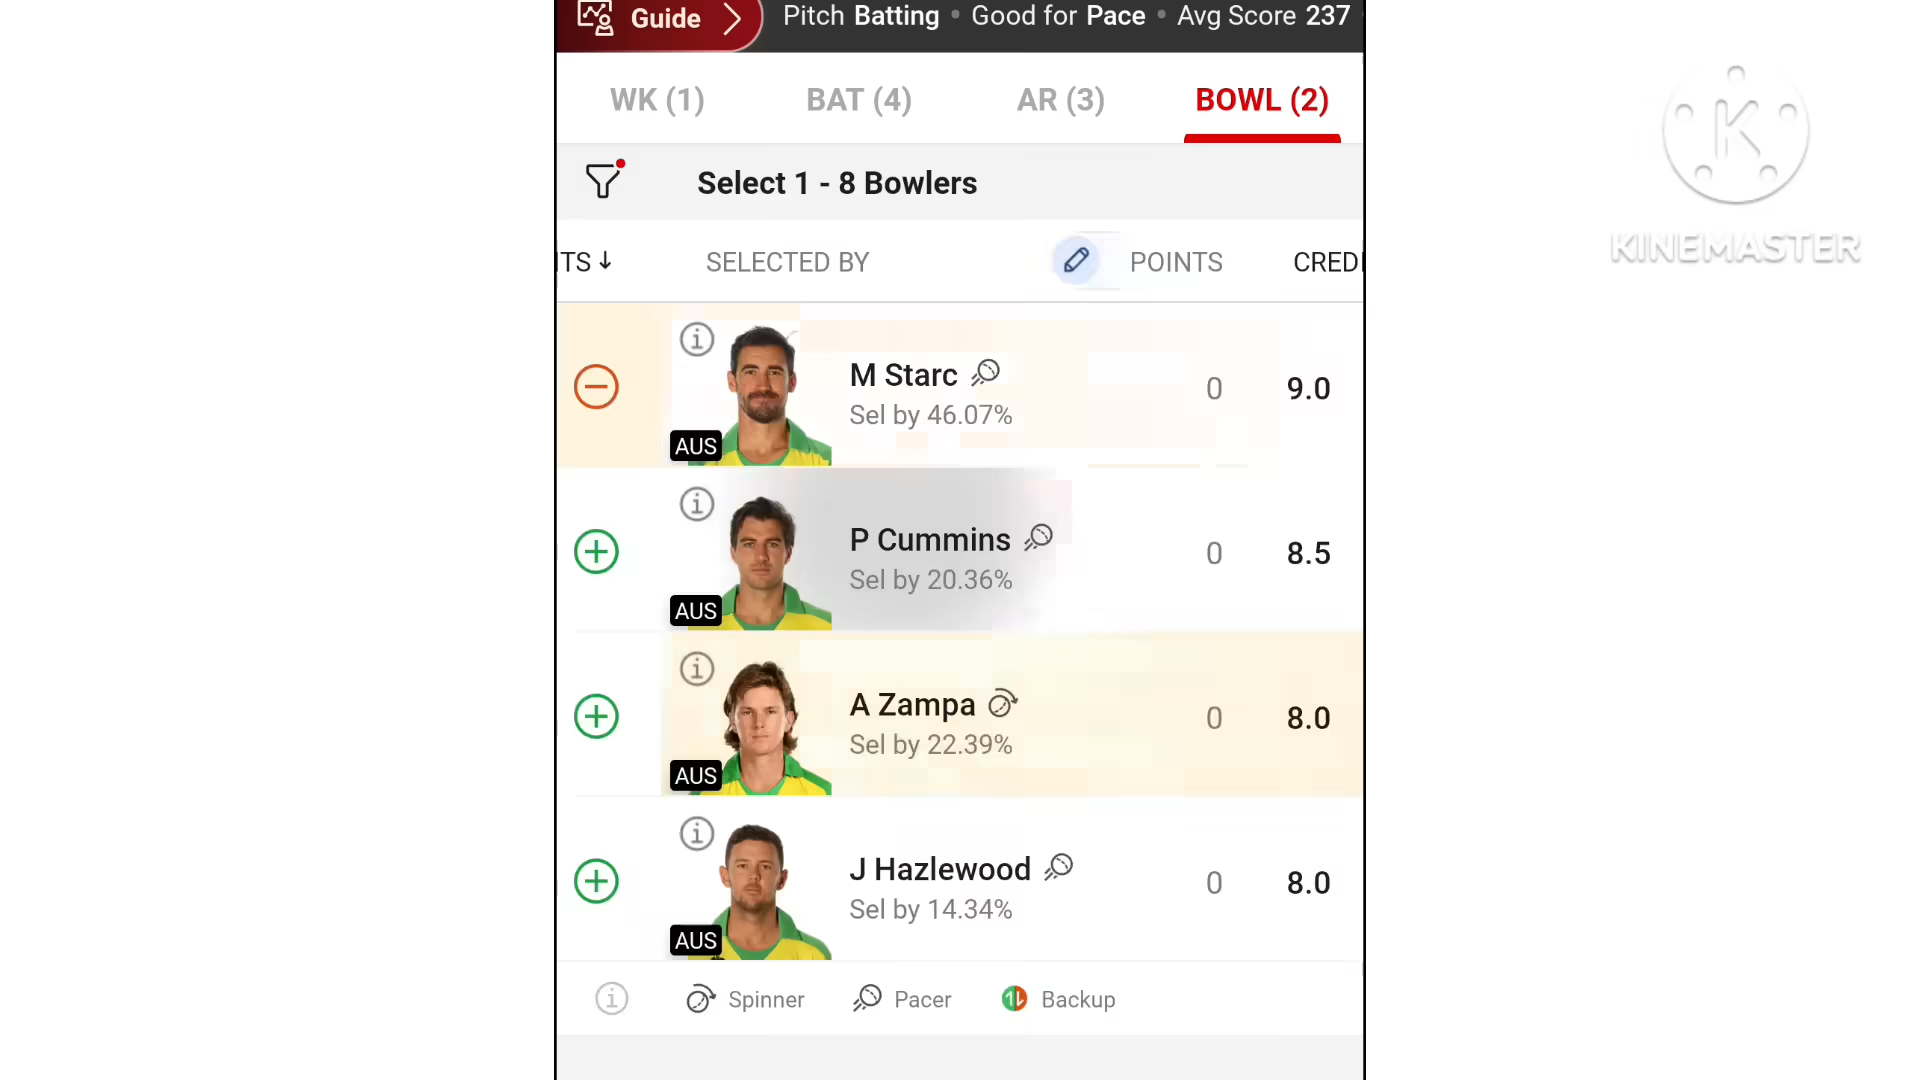 Guide
Pitch Batting • Good for Pace • Avg Score 237
WK (1) BAT (4) AR (3) BOWL (2)
Select 1 - 8 Bowlers
TS ↓ SELECTED BY POINTS CREDI
M Starc
Sel by 46.07%
0 9.0
AUS
P Cummins
Sel by 20.36%
0 8.5
AUS
A Zampa
Sel by 22.39%
0 8.0
AUS
J Hazlewood
Sel by 14.34%
0 8.0
AUS
Spinner Pacer Backup
K
KINEMASTER